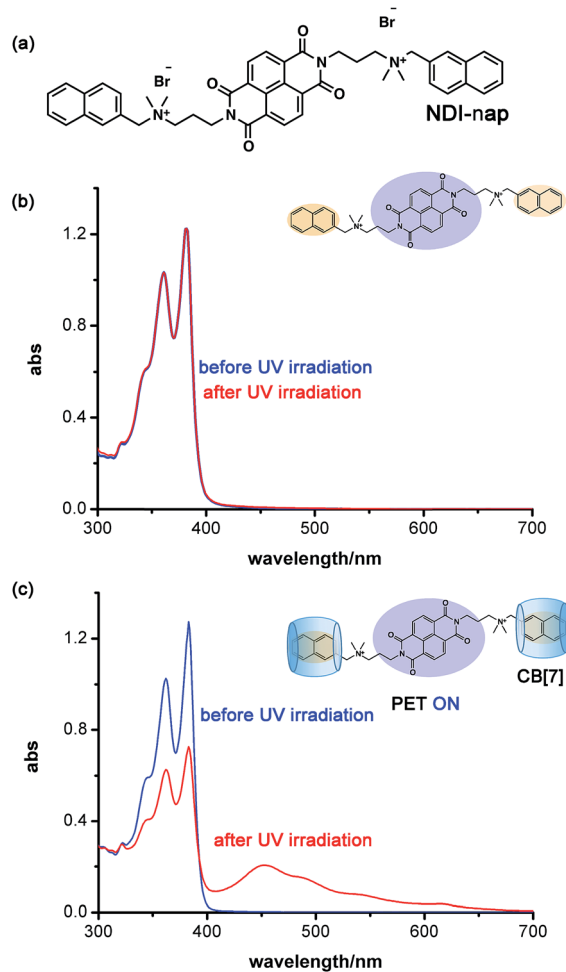 (a)
Br−
O
O
N
N+
NDI-nap
Br−
N+
N
O
O
(b)
O
O
N
N+
N+
N
O
O
1.2
0.8
0.4
0.0
abs
before UV irradiation
after UV irradiation
300 400 500 600 700
wavelength/nm
(c)
O
O
N
N+
N+
N
O
O
CB[7]
PET ON
1.2
0.8
0.4
0.0
abs
before UV irradiation
after UV irradiation
300 400 500 600 700
wavelength/nm